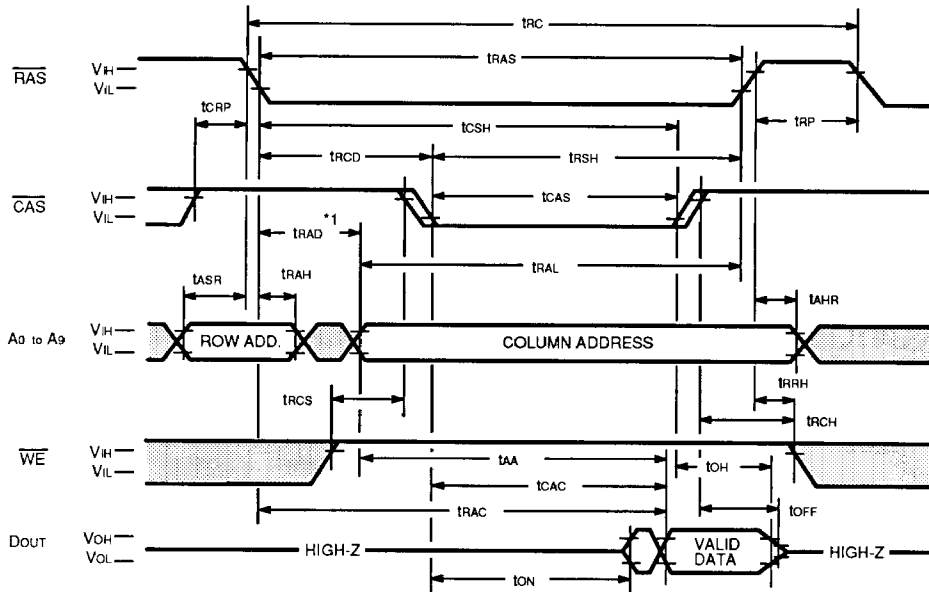 tRC
tRAS
RAS
VIH
VIL
tCRP
tCSH
tRP
tRCD
tRSH
CAS
VIH
VIL
tCAS
tRAD *1
tRAL
tASR
tRAH
tAHR
A0 to A9
VIH
VIL
ROW ADD.
COLUMN ADDRESS
tRCS
tRRH
tRCH
WE
VIH
VIL
tAA
tOH
tCAC
tRAC
tOFF
DOUT
VOH
VOL
HIGH-Z
VALID
DATA
HIGH-Z
tON